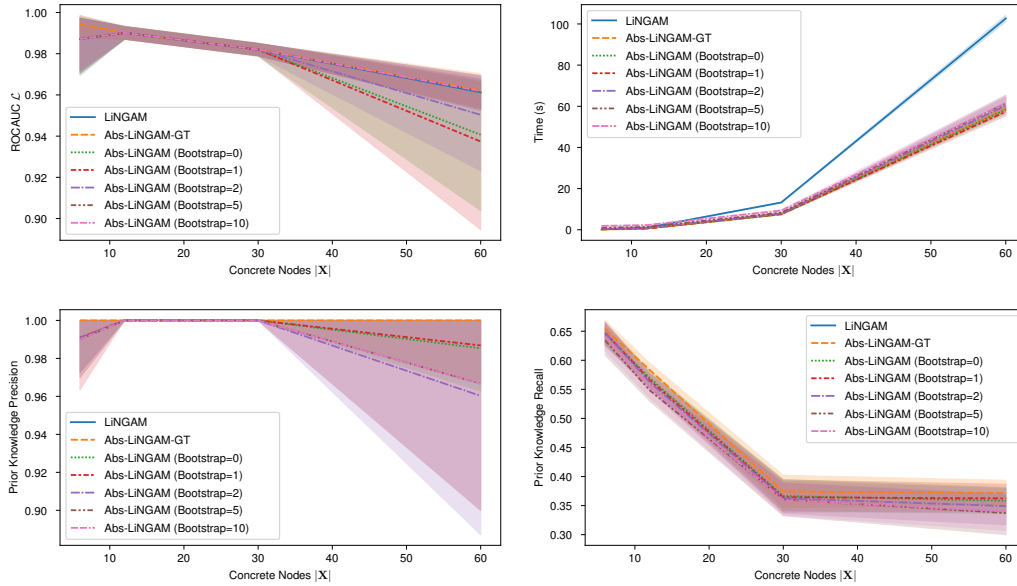 1.00
0.98
0.96
0.94
0.92
0.90
ROCAUC 𝓛
LiNGAM
Abs-LiNGAM-GT
Abs-LiNGAM (Bootstrap=0)
Abs-LiNGAM (Bootstrap=1)
Abs-LiNGAM (Bootstrap=2)
Abs-LiNGAM (Bootstrap=5)
Abs-LiNGAM (Bootstrap=10)
10 20 30 40 50 60
Concrete Nodes |X|
100
80
60
40
20
0
Time (s)
LiNGAM
Abs-LiNGAM-GT
Abs-LiNGAM (Bootstrap=0)
Abs-LiNGAM (Bootstrap=1)
Abs-LiNGAM (Bootstrap=2)
Abs-LiNGAM (Bootstrap=5)
Abs-LiNGAM (Bootstrap=10)
10 20 30 40 50 60
Concrete Nodes |X|
1.00
0.98
0.96
0.94
0.92
0.90
Prior Knowledge Precision
LiNGAM
Abs-LiNGAM-GT
Abs-LiNGAM (Bootstrap=0)
Abs-LiNGAM (Bootstrap=1)
Abs-LiNGAM (Bootstrap=2)
Abs-LiNGAM (Bootstrap=5)
Abs-LiNGAM (Bootstrap=10)
10 20 30 40 50 60
Concrete Nodes |X|
0.65
0.60
0.55
0.50
0.45
0.40
0.35
0.30
Prior Knowledge Recall
LiNGAM
Abs-LiNGAM-GT
Abs-LiNGAM (Bootstrap=0)
Abs-LiNGAM (Bootstrap=1)
Abs-LiNGAM (Bootstrap=2)
Abs-LiNGAM (Bootstrap=5)
Abs-LiNGAM (Bootstrap=10)
10 20 30 40 50 60
Concrete Nodes |X|